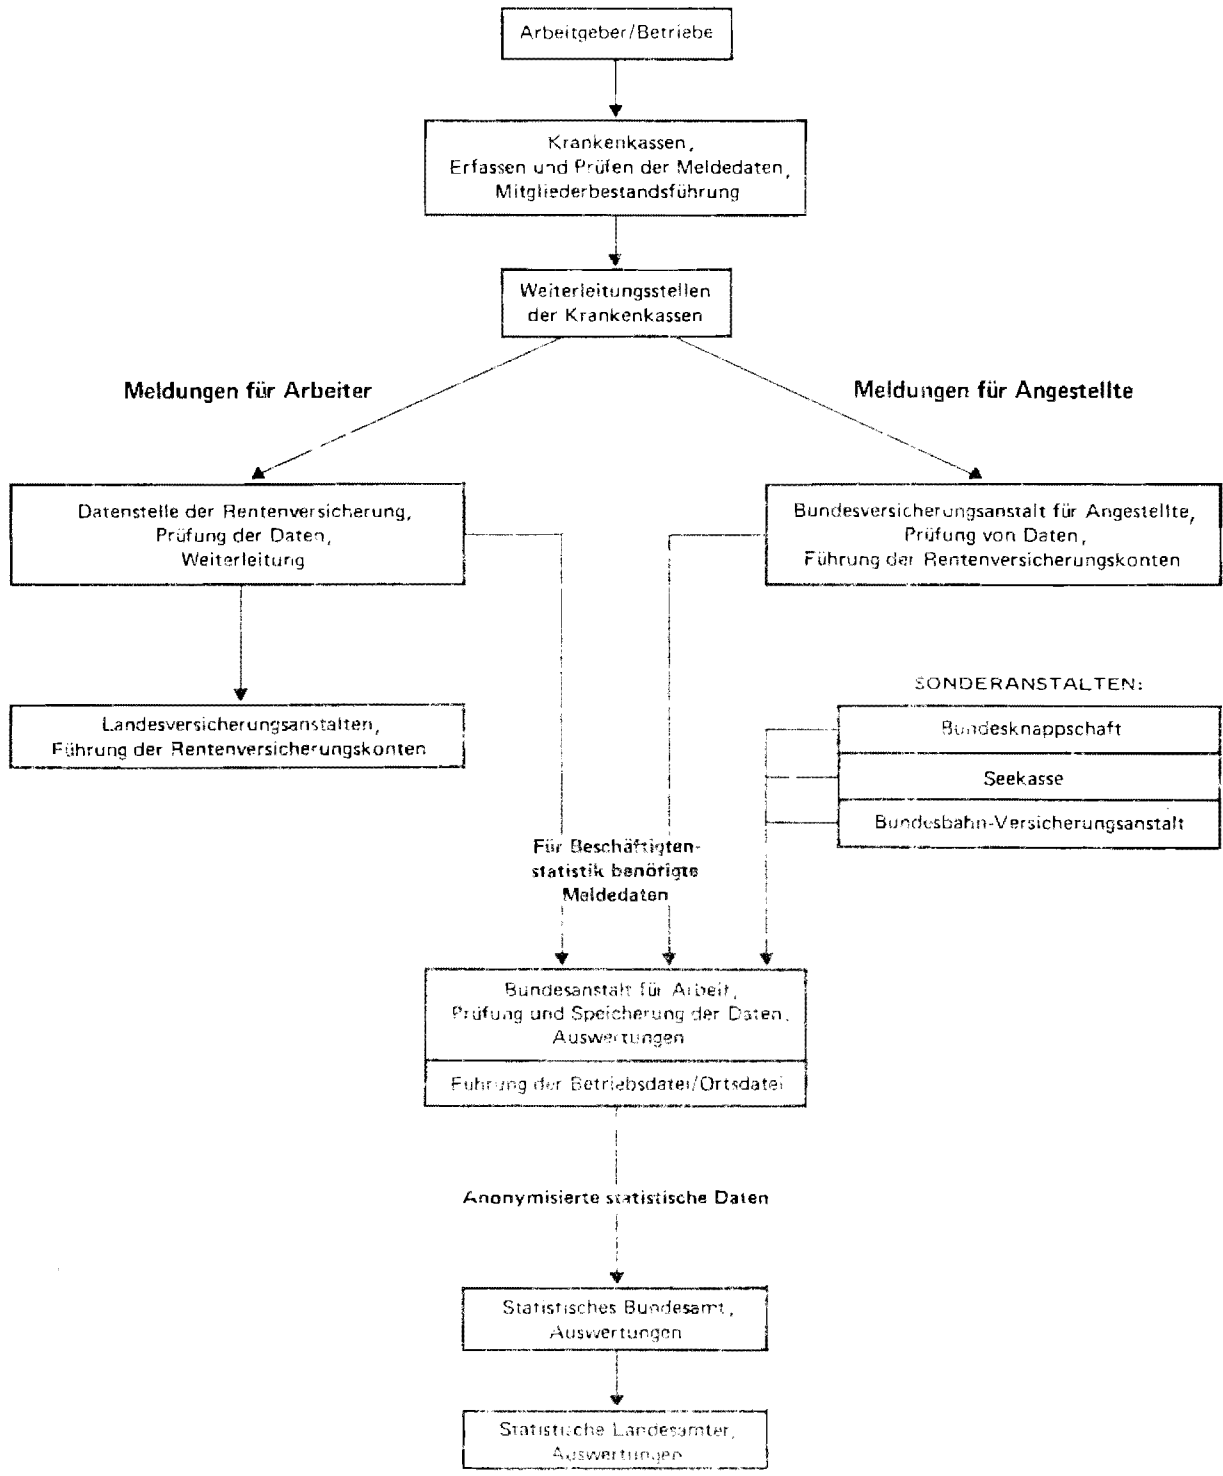 Arbeitgeber/Betriebe
Krankenkassen,
Erfassen und Prüfen der Meldedaten,
Mitgliederbestandsführung
Weiterleitungsstellen
der Krankenkassen
Meldungen für Arbeiter
Meldungen für Angestellte
Datenstelle der Rentenversicherung,
Prüfung der Daten,
Weiterleitung
Bundesversicherungsanstalt für Angestellte,
Prüfung von Daten,
Führung der Rentenversicherungskonten
Landesversicherungsanstalten,
Führung der Rentenversicherungskonten
SONDERANSTALTEN:
Bundesknappschaft
Seekasse
Bundesbahn-Versicherungsanstalt
Für Beschäftigten-
statistik benötigte
Meldedaten
Bundesanstalt für Arbeit,
Prüfung und Speicherung der Daten,
Auswertungen
Führung der Betriebsdatei/Ortsdatei
Anonymisierte statistische Daten
Statistisches Bundesamt,
Auswertungen
Statistische Landesämter,
Auswertungen